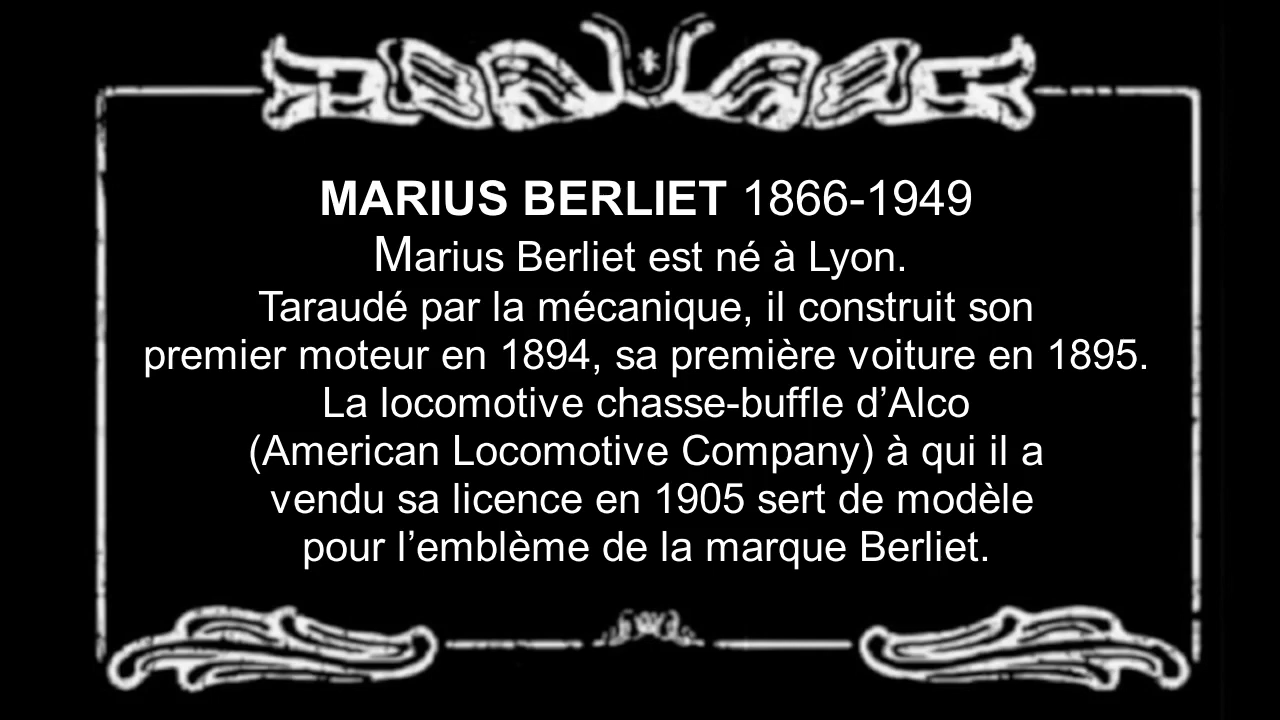 MARIUS BERLIET 1866-1949
Marius Berliet est né à Lyon.
Taraudé par la mécanique, il construit son
premier moteur en 1894, sa première voiture en 1895.
La locomotive chasse-buffle d’Alco
(American Locomotive Company) à qui il a
vendu sa licence en 1905 sert de modèle
pour l’emblème de la marque Berliet.